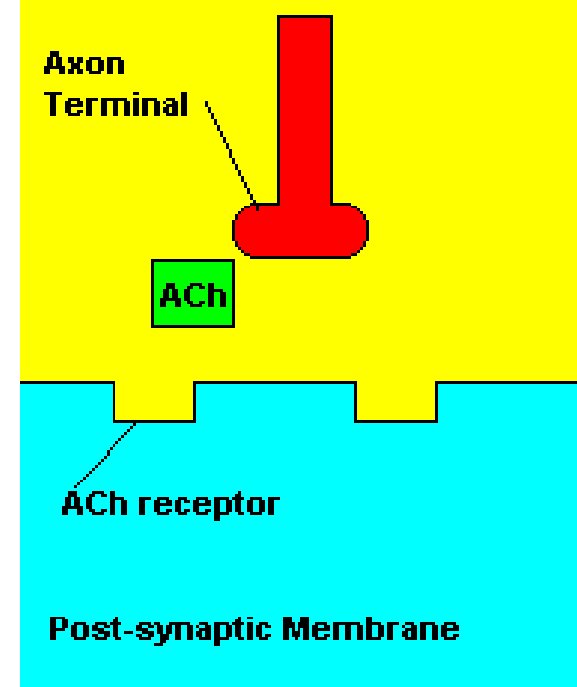 Axon
Terminal
ACh
ACh receptor
Post-synaptic Membrane